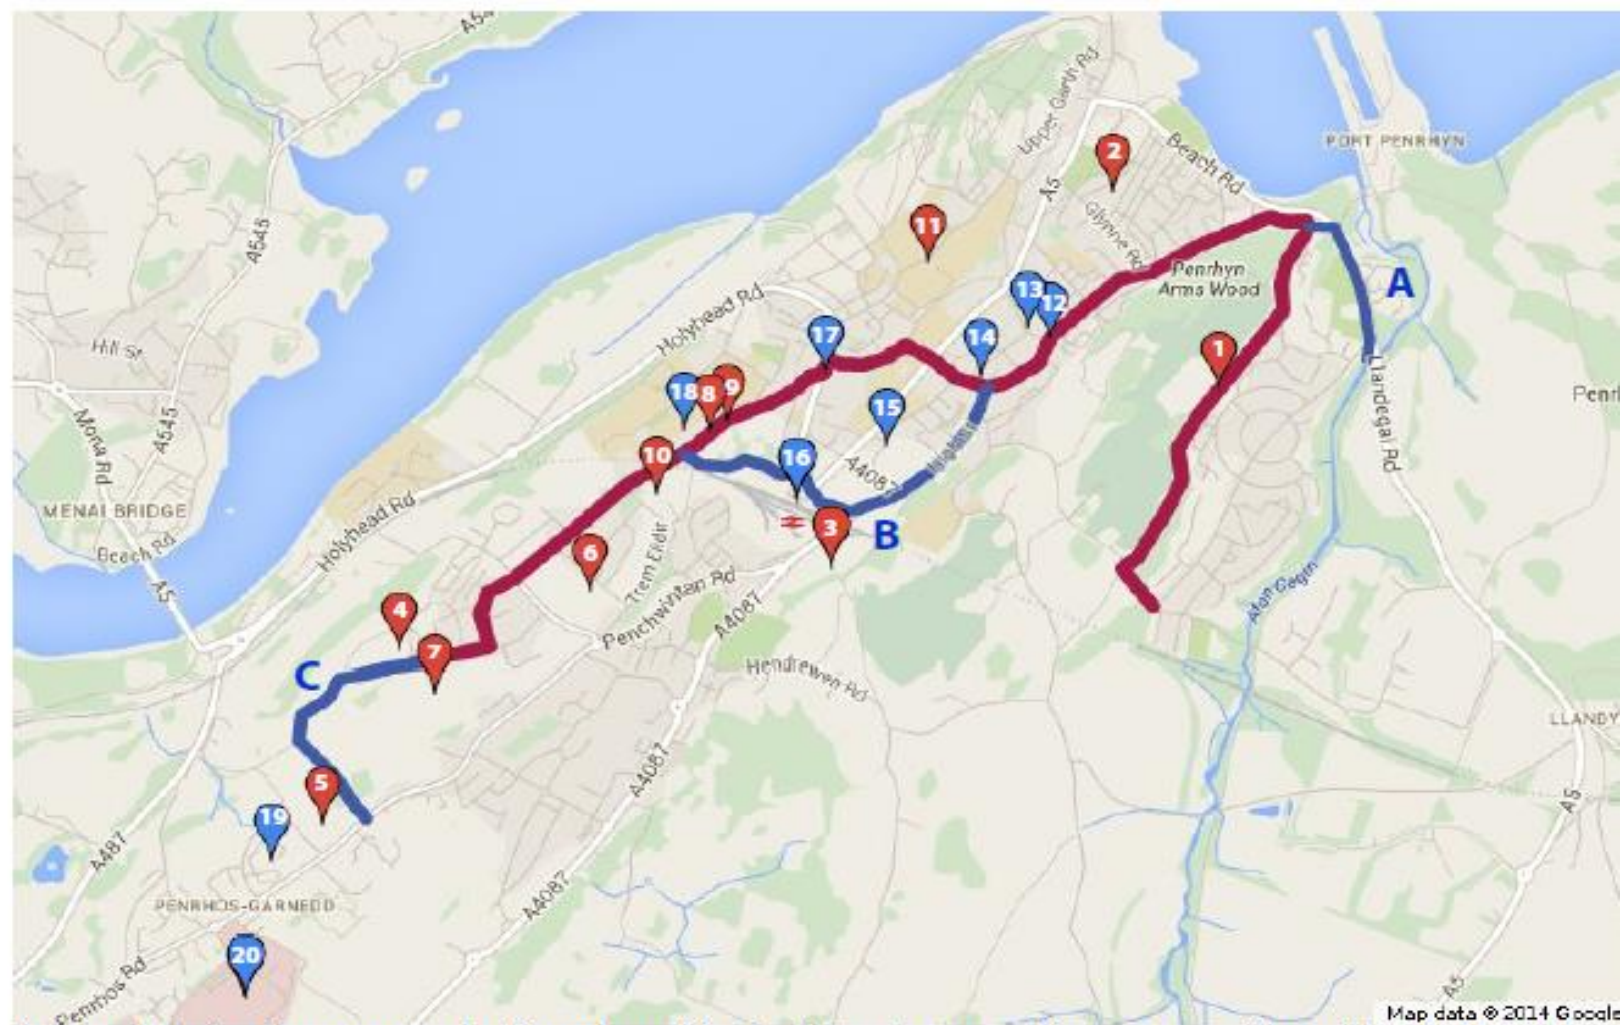 A54
Upper Garth Rd
PORT PENRHYN
2
Beach Rd
A5
A545
11
Glynne Rd
Penrhyn
Arms Wood
A
13
12
Holyhead Rd
17
14
1
Hill St
18
8
9
15
Llandegai Rd
A545
Mona Rd
10
16
A4087
MENAI BRIDGE
Holyhead Rd
3
B
Beach Rd
6
Trem Elidir
A5
Penchwintan Rd
A4087
4
7
C
Hendrewen Rd
5
19
A4087
A487
LLANDY
A5
PENRHOS-GARNEDD
A4087
20
Penrhos Rd
A5
Map data © 2014 Google